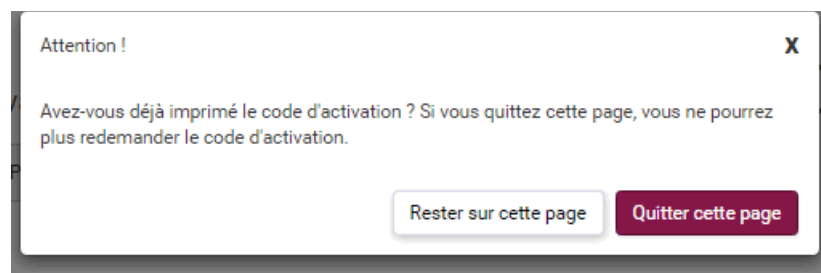 Attention !
X
Avez-vous déjà imprimé le code d'activation ? Si vous quittez cette page, vous ne pourrez
plus redemander le code d'activation.
Rester sur cette page
Quitter cette page